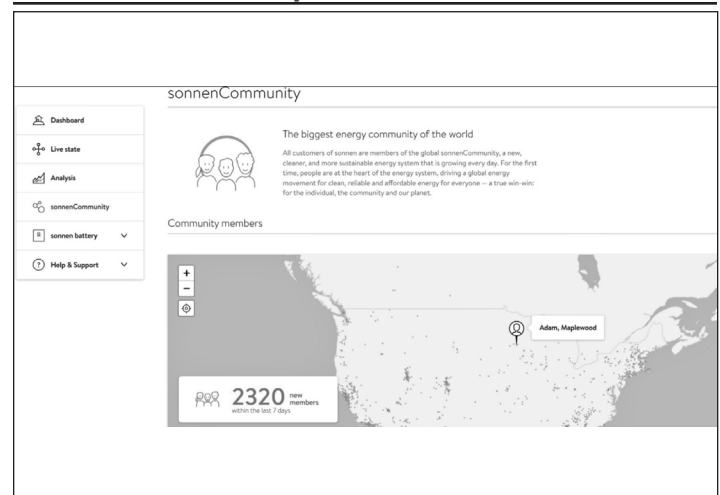 sonnenCommunity
Dashboard
Live state
Analysis
sonnenCommunity
sonnen battery
Help & Support
The biggest energy community of the world
All customers of sonnen are members of the global sonnenCommunity, a new,
cleaner, and more sustainable energy system that is growing every day. For the first
time, people are at the heart of the energy system, driving a global energy
movement for clean, reliable and affordable energy for everyone — a true win-win:
for the individual, the community and our planet.
Community members
+
−
Adam, Maplewood
2320 new members
within the last 7 days